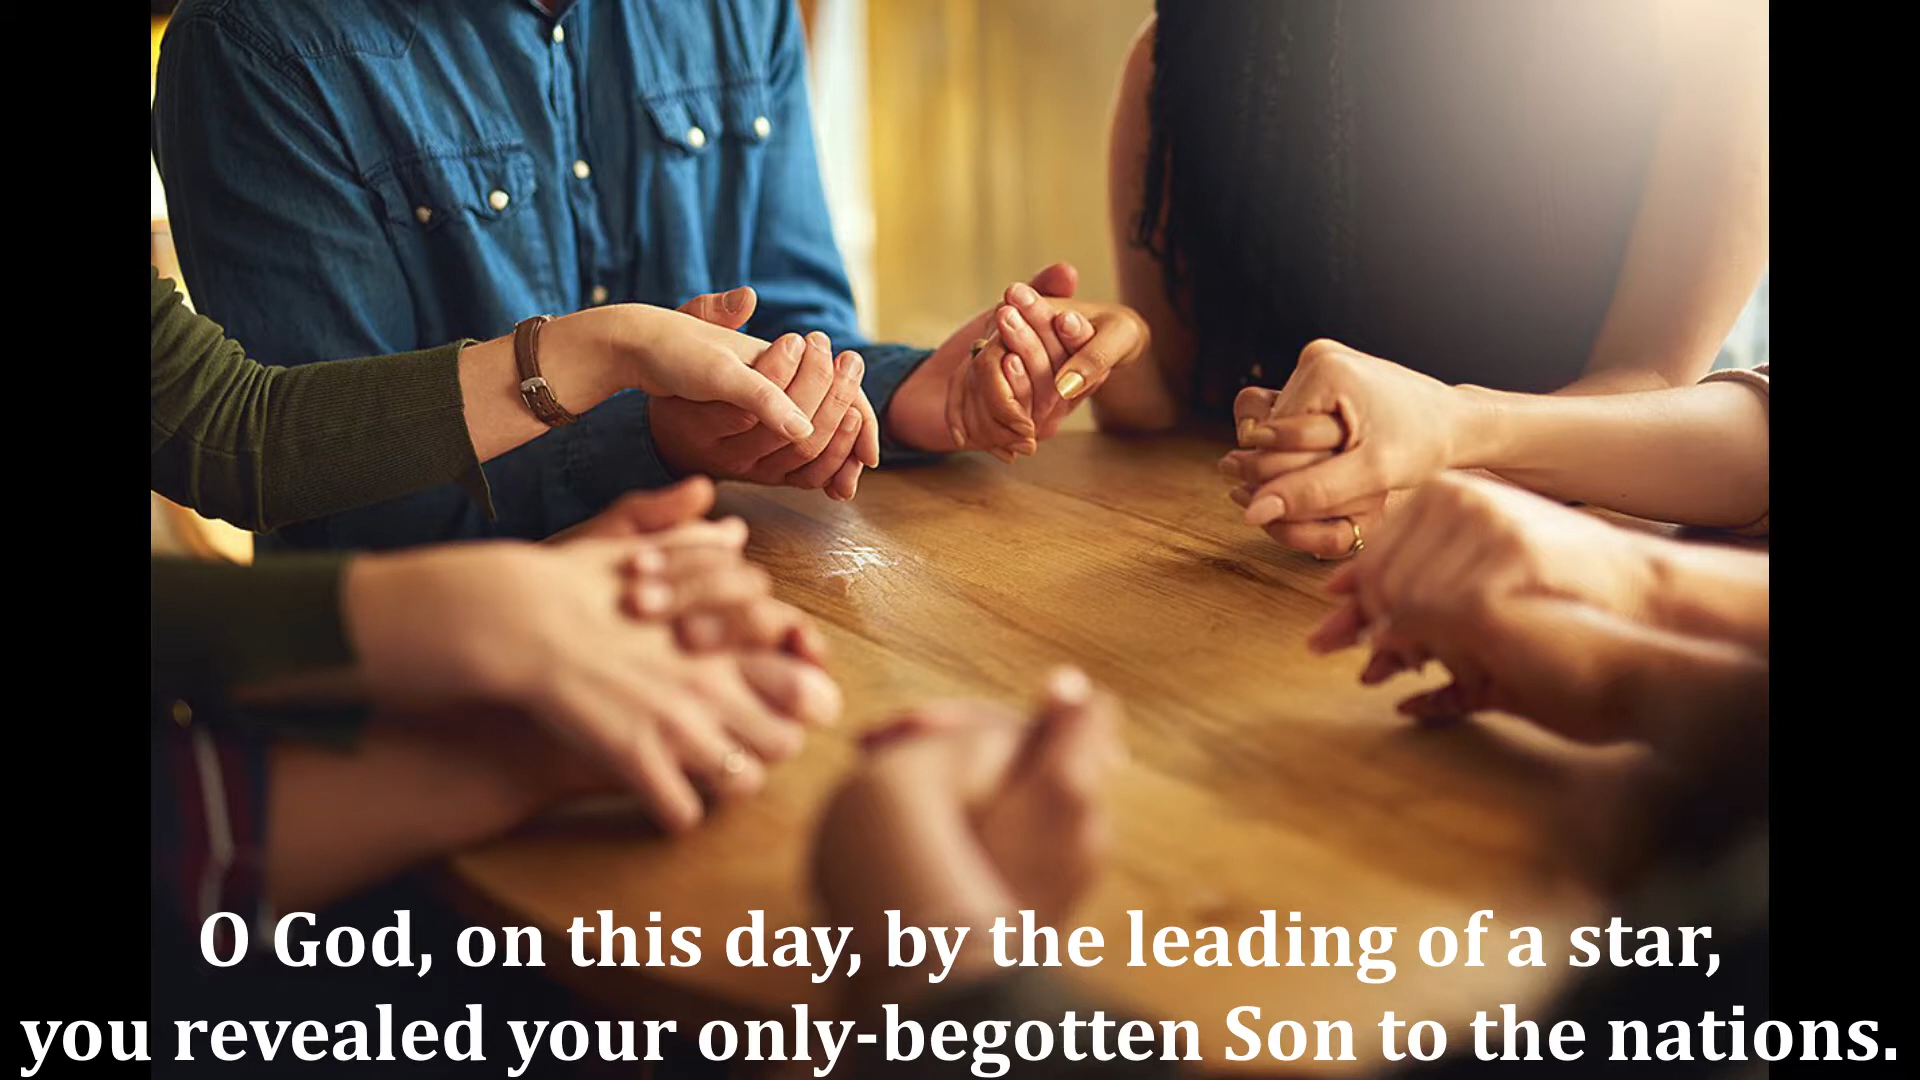 O God, on this day, by the leading of a star,
you revealed your only-begotten Son to the nations.